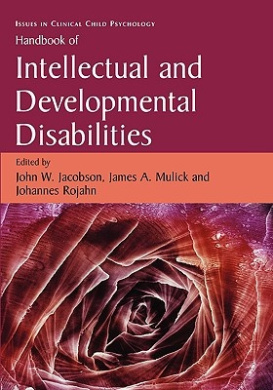 ISSUES IN CLINICAL CHILD PSYCHOLOGY
Handbook of
Intellectual and
Developmental
Disabilities
Edited by
John W. Jacobson, James A. Mulick and
Johannes Rojahn